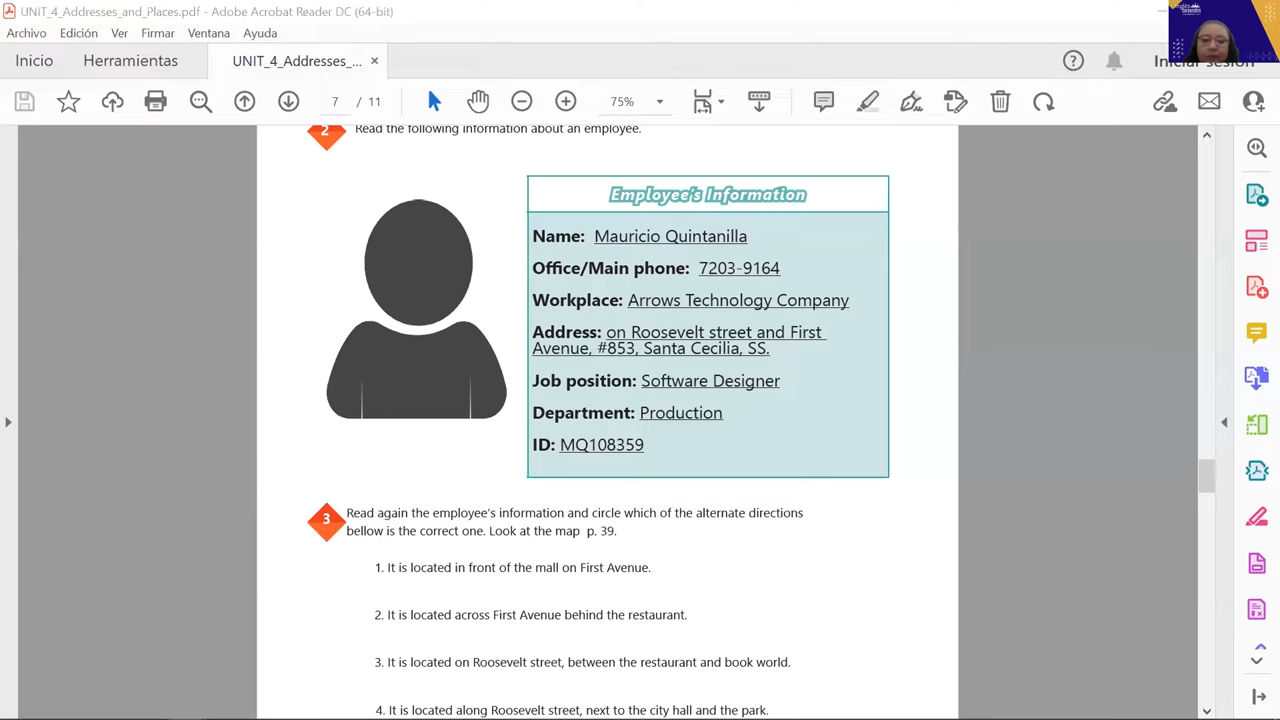 UNIT_4_Addresses_and_Places.pdf - Adobe Acrobat Reader DC (64-bit)
Archivo Edición Ver Firmar Ventana Ayuda
Inicio Herramientas UNIT_4_Addresses_... × Iniciar sesión
7 / 11 75%
2 Read the following information about an employee.
Employee's Information
Name: Mauricio Quintanilla
Office/Main phone: 7203-9164
Workplace: Arrows Technology Company
Address: on Roosevelt street and First
Avenue, #853, Santa Cecilia, SS.
Job position: Software Designer
Department: Production
ID: MQ108359
3 Read again the employee's information and circle which of the alternate directions
bellow is the correct one. Look at the map p. 39.
1. It is located in front of the mall on First Avenue.
2. It is located across First Avenue behind the restaurant.
3. It is located on Roosevelt street, between the restaurant and book world.
4. It is located along Roosevelt street, next to the city hall and the park.